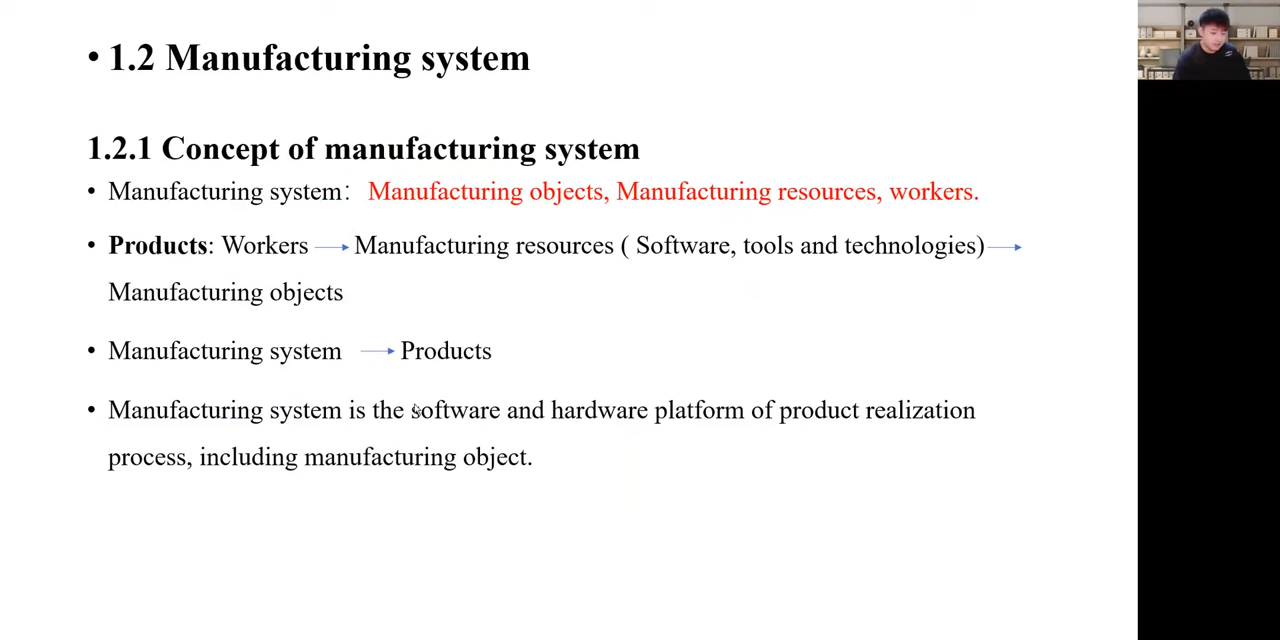 • 1.2 Manufacturing system
1.2.1 Concept of manufacturing system
• Manufacturing system： Manufacturing objects, Manufacturing resources, workers.
• Products: Workers → Manufacturing resources ( Software, tools and technologies) →
Manufacturing objects
• Manufacturing system → Products
• Manufacturing system is the software and hardware platform of product realization
process, including manufacturing object.